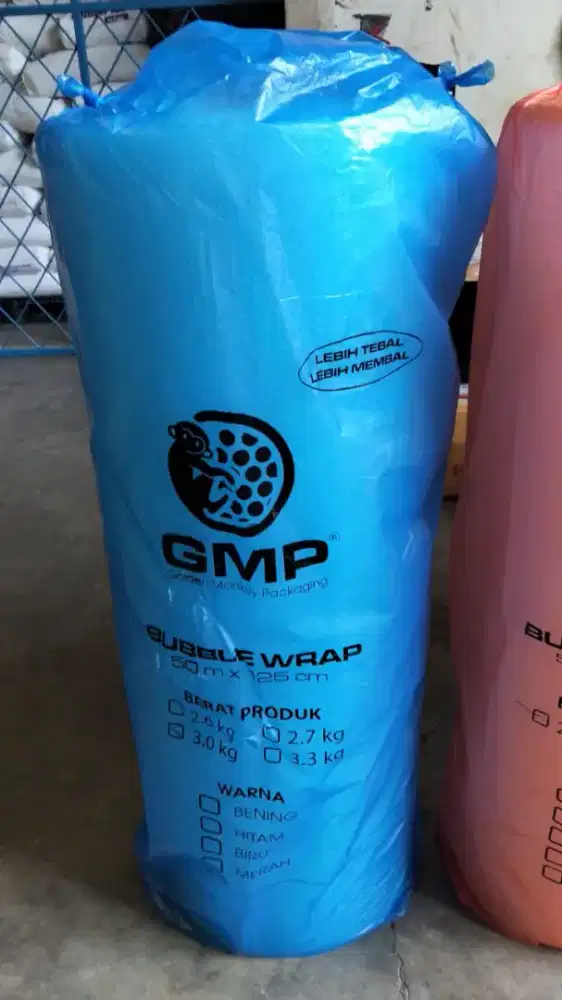 LEBIH TEBAL
LEBIH MEMBAL
GMP®
Golden Monkey Packaging
BUBBLE WRAP
50 m x 125 cm
BERAT PRODUK
2.6 kg 2.7 kg
3.0 kg 3.3 kg
WARNA
BENING
HITAM
BIRU
MERAH
BU